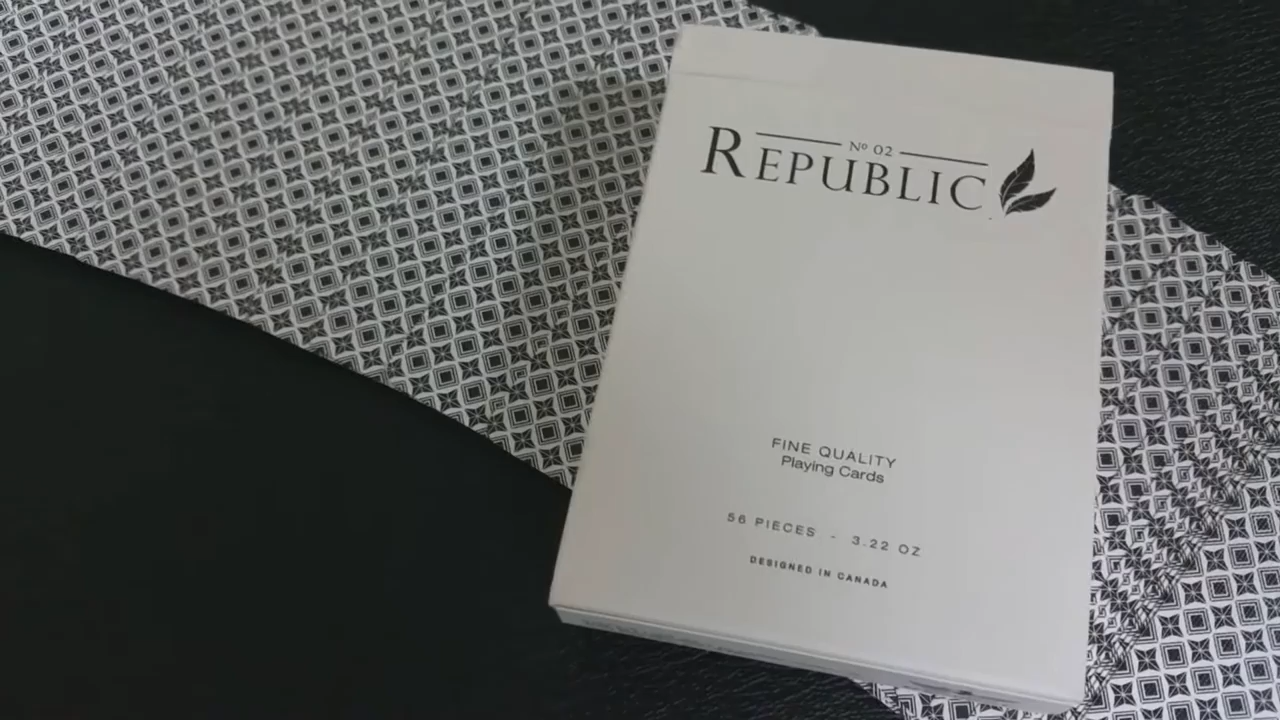 Nº 02
REPUBLIC
FINE QUALITY
Playing Cards
56 PIECES - 3.22 OZ
DESIGNED IN CANADA